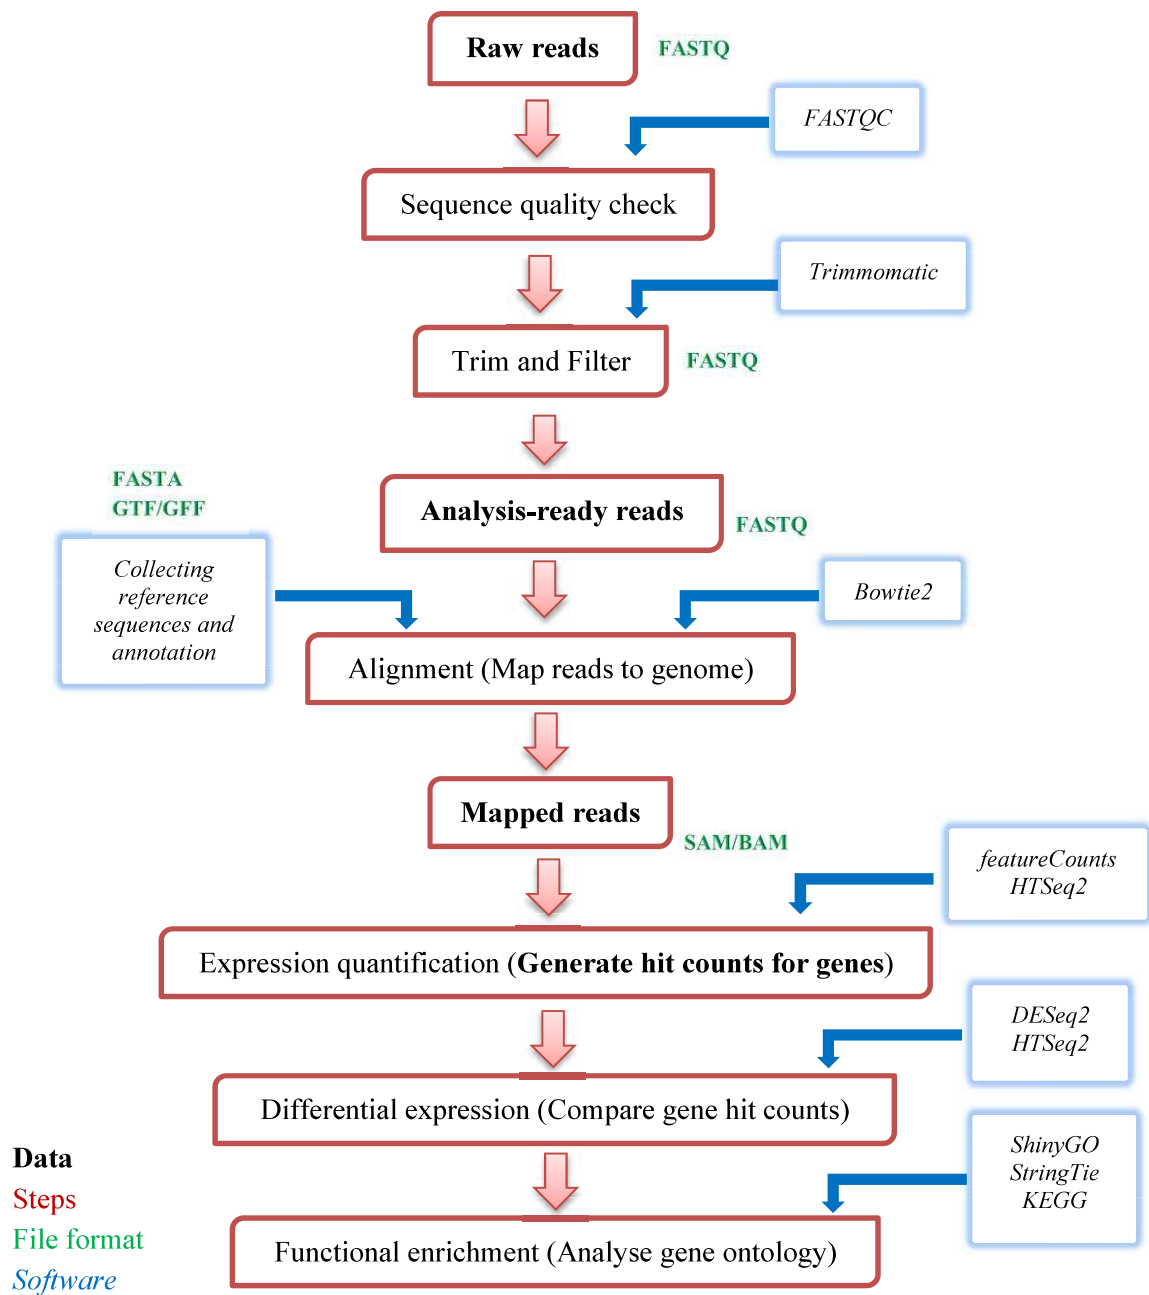 Raw reads
FASTQ
FASTQC
Sequence quality check
Trimmomatic
Trim and Filter
FASTQ
FASTA
GTF/GFF
Analysis-ready reads
FASTQ
Collecting
reference
sequences and
annotation
Bowtie2
Alignment (Map reads to genome)
Mapped reads
SAM/BAM
featureCounts
HTSeq2
Expression quantification (Generate hit counts for genes)
DESeq2
HTSeq2
Differential expression (Compare gene hit counts)
ShinyGO
StringTie
KEGG
Functional enrichment (Analyse gene ontology)
Data
Steps
File format
Software